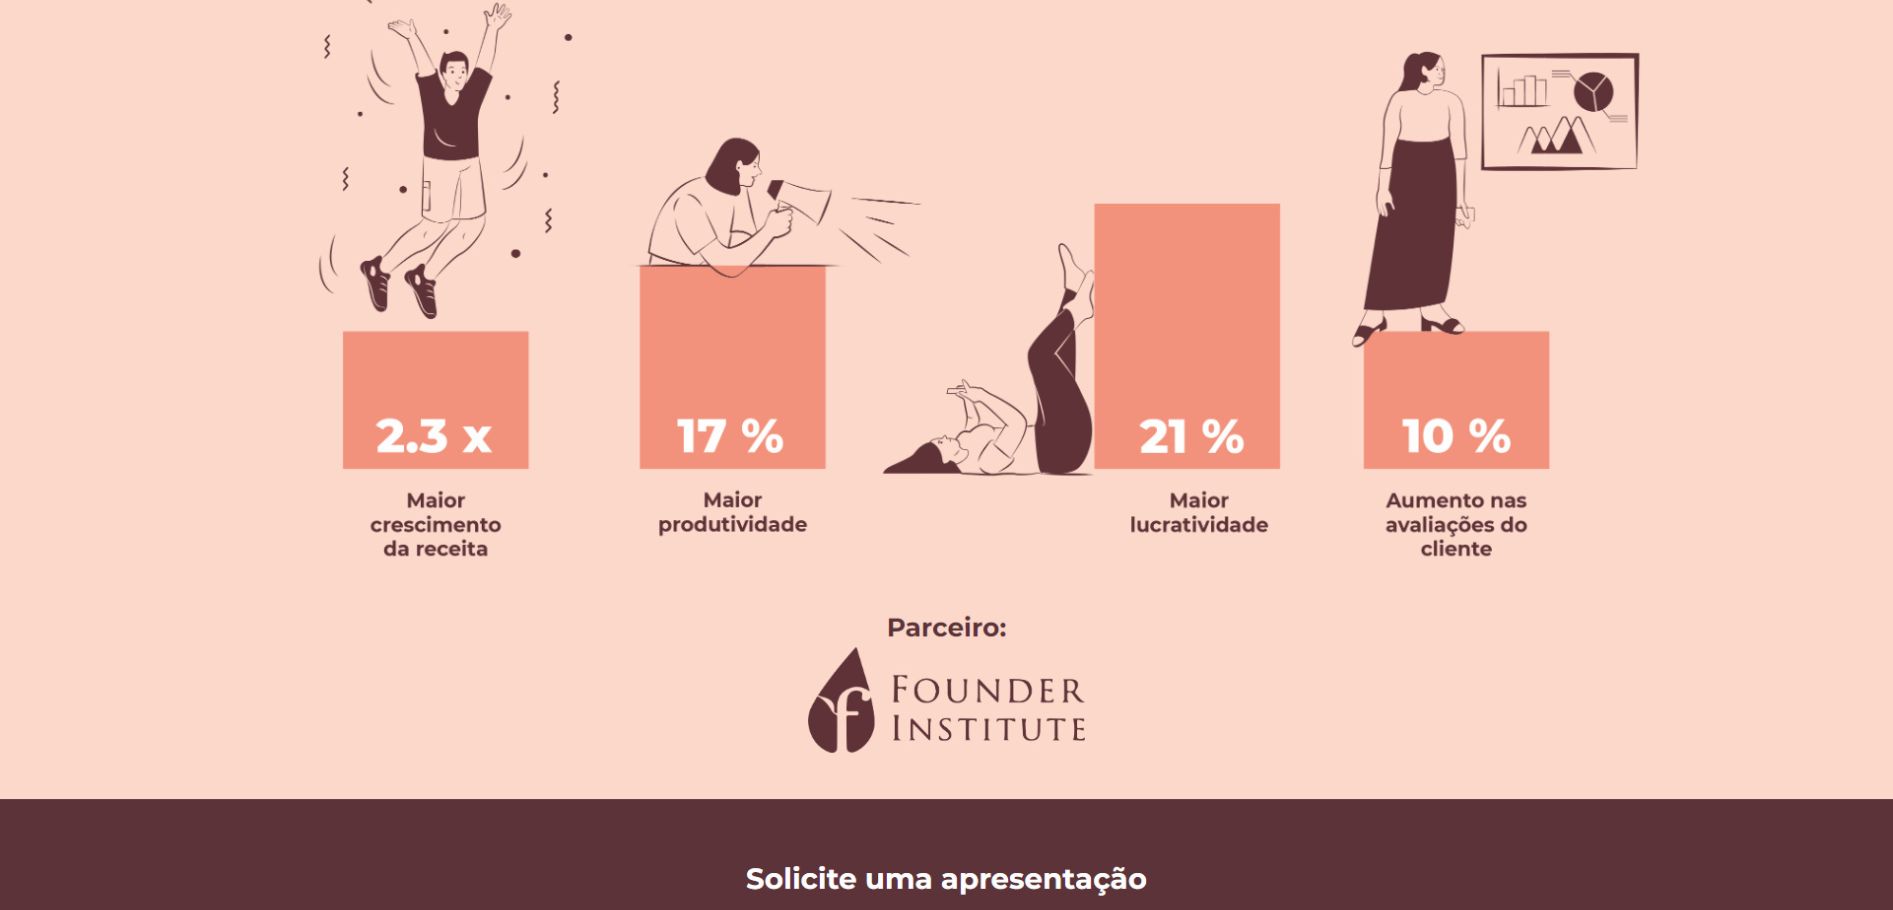 2.3 x
17 %
21 %
10 %
Maior
crescimento
da receita
Maior
produtividade
Maior
lucratividade
Aumento nas
avaliações do
cliente
Parceiro:
f
FOUNDER
INSTITUTE
Solicite uma apresentação